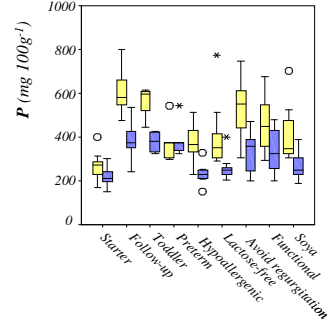 1000
800
600
400
200
0
P (mg 100g⁻¹)
Starter
Follow-up
Toddler
Preterm
Hypoallergenic
Lactose-free
Avoid regurgitation
Functional
Soya